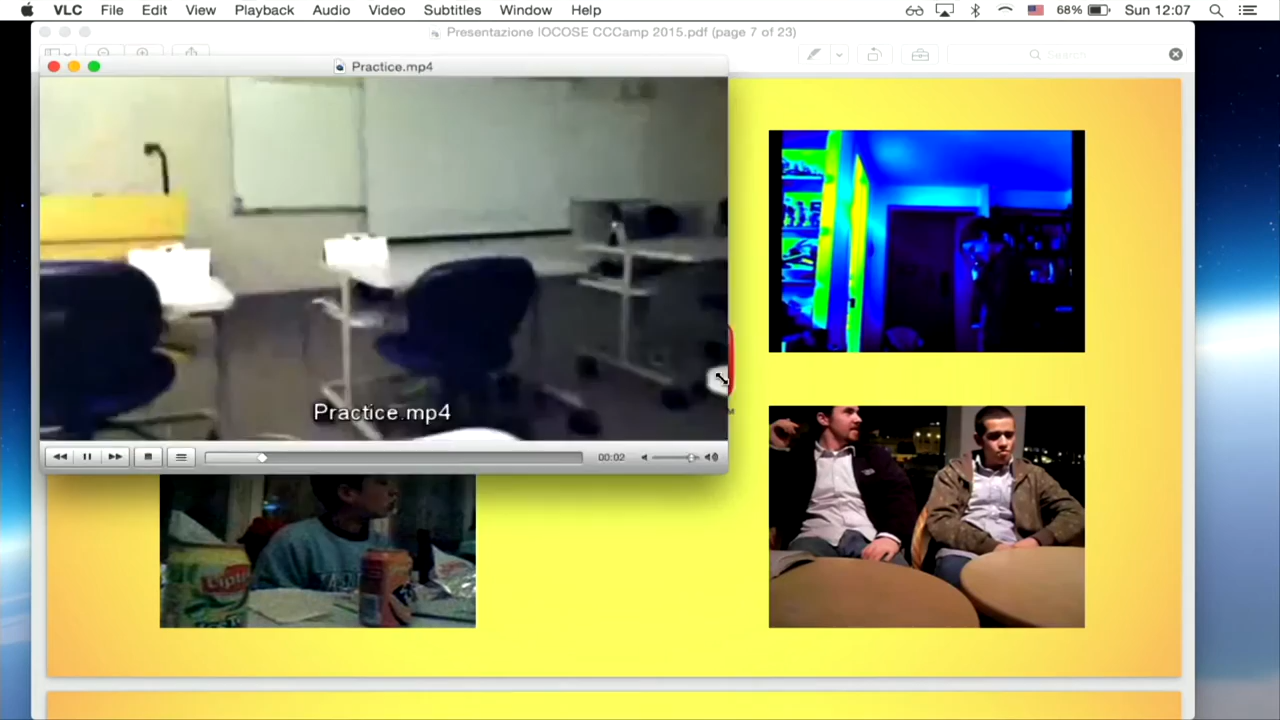 VLC File Edit View Playback Audio Video Subtitles Window Help 68% Sun 12:07
Presentazione IOCOSE CCCamp 2015.pdf (page 7 of 23)
Search
Practice.mp4
Practice.mp4
00:02
Lipton